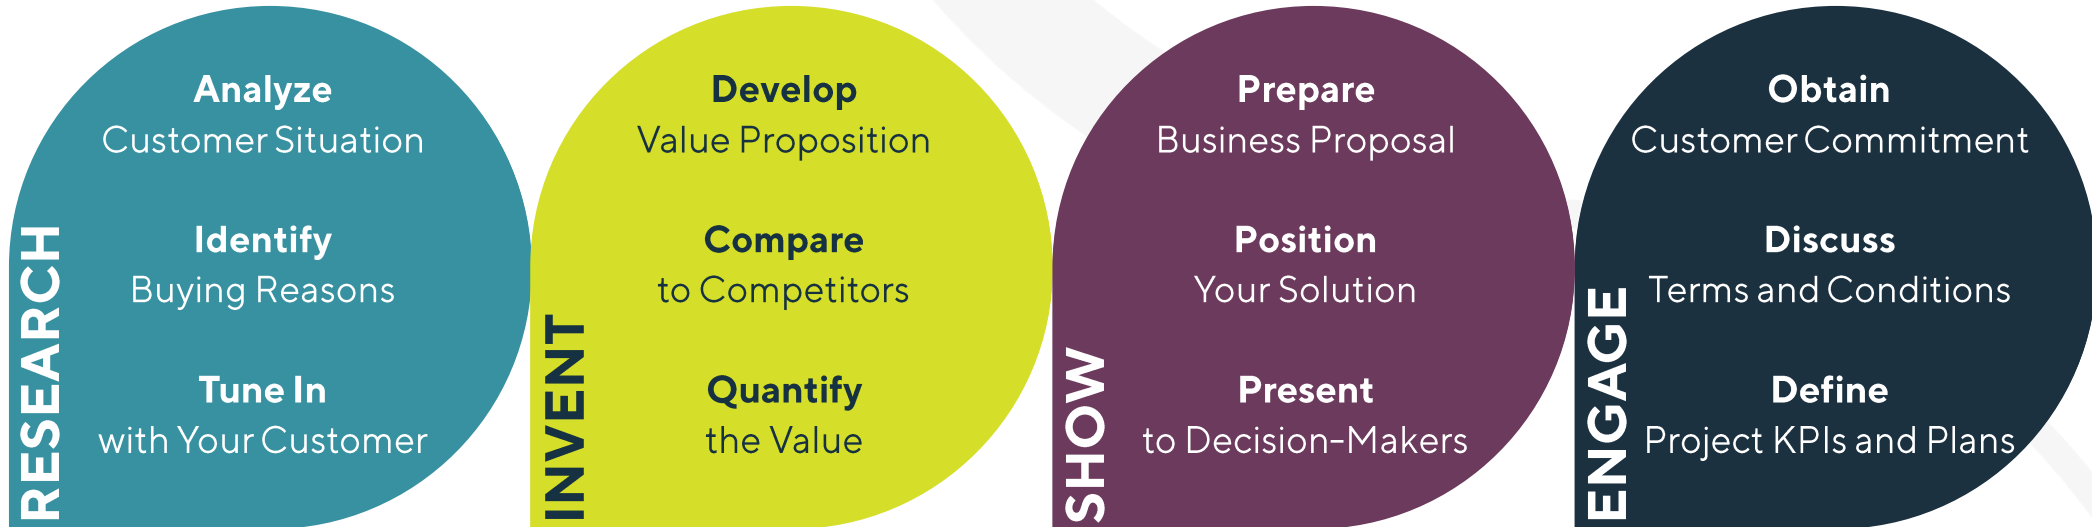 RESEARCH
Analyze
Customer Situation
Identify
Buying Reasons
Tune In
with Your Customer
INVENT
Develop
Value Proposition
Compare
to Competitors
Quantify
the Value
SHOW
Prepare
Business Proposal
Position
Your Solution
Present
to Decision-Makers
ENGAGE
Obtain
Customer Commitment
Discuss
Terms and Conditions
Define
Project KPIs and Plans